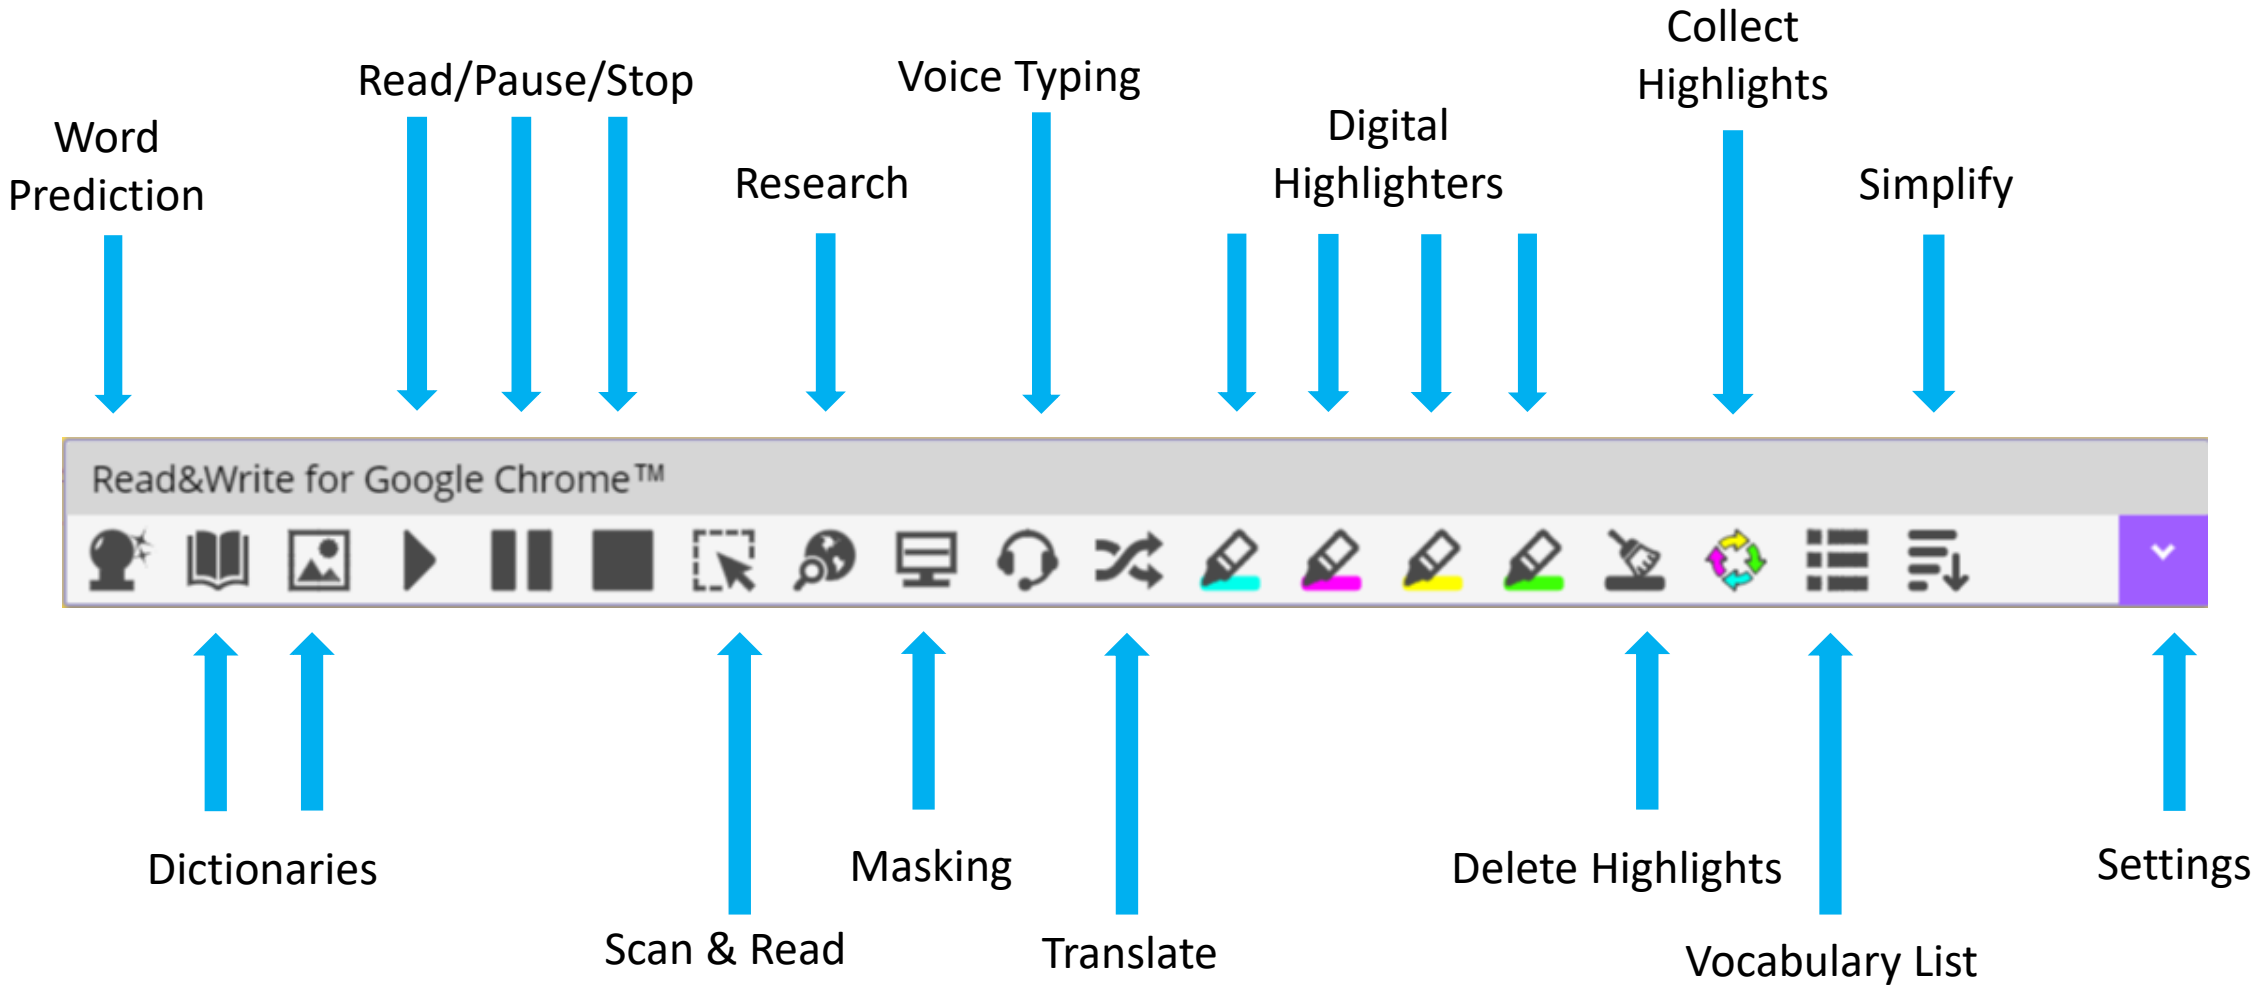 Collect
Highlights
Read/Pause/Stop
Voice Typing
Word
Prediction
Digital
Highlighters
Research
Simplify
Read&Write for Google Chrome™
Dictionaries
Masking
Delete Highlights
Settings
Scan & Read
Translate
Vocabulary List